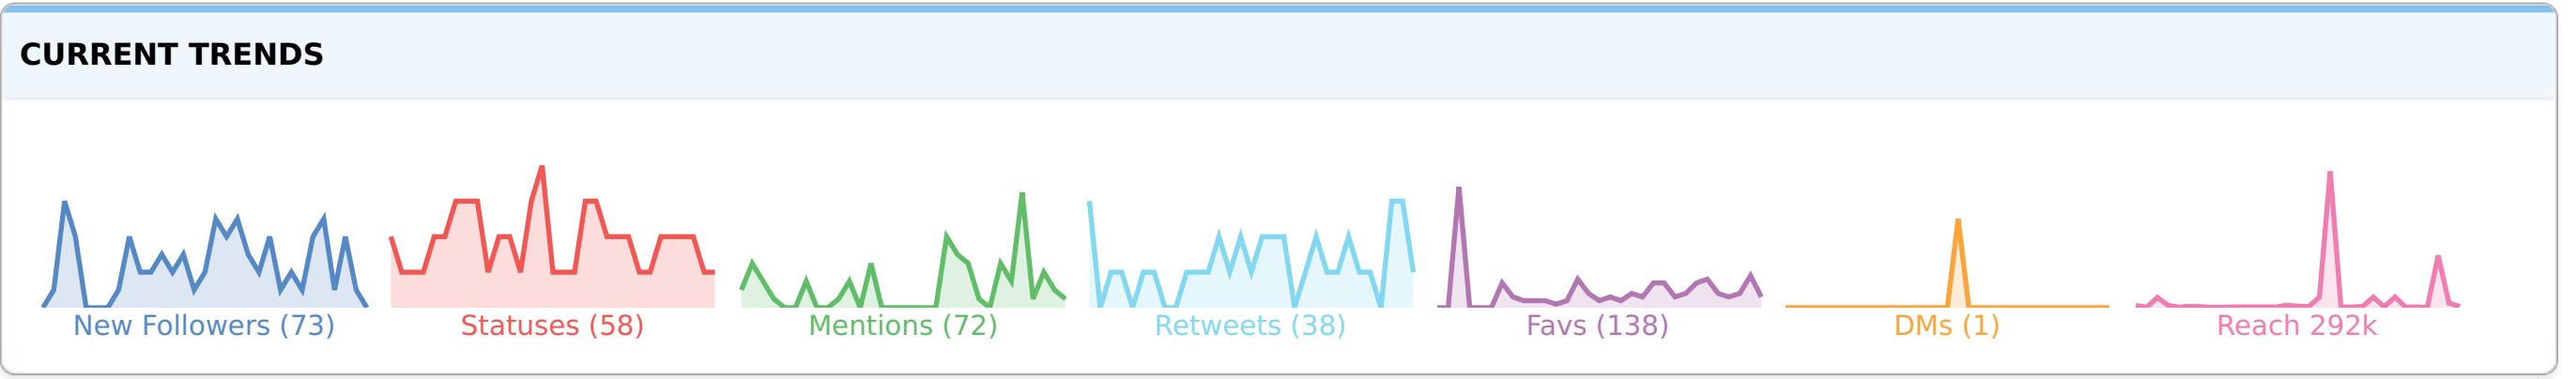 CURRENT TRENDS
New Followers (73)
Statuses (58)
Mentions (72)
Retweets (38)
Favs (138)
DMs (1)
Reach 292k